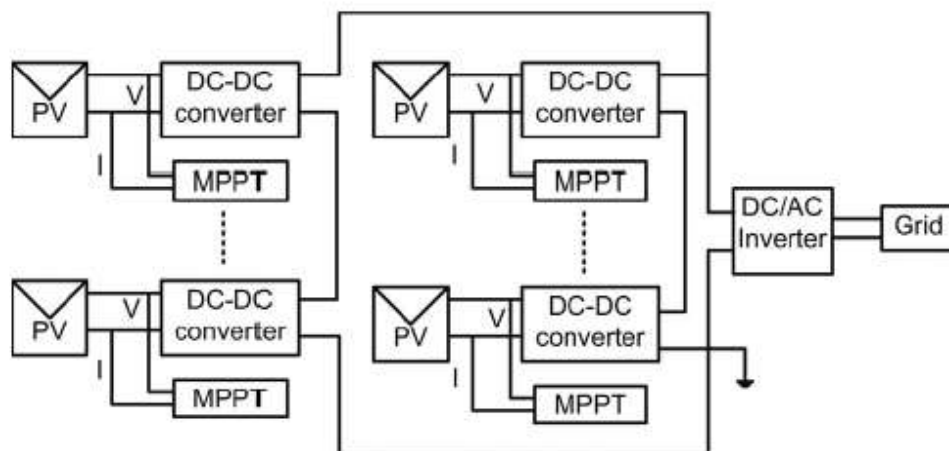 PV
V
I
DC-DC
converter
MPPT
PV
V
I
DC-DC
converter
MPPT
PV
V
I
DC-DC
converter
MPPT
PV
V
I
DC-DC
converter
MPPT
DC/AC
Inverter
Grid